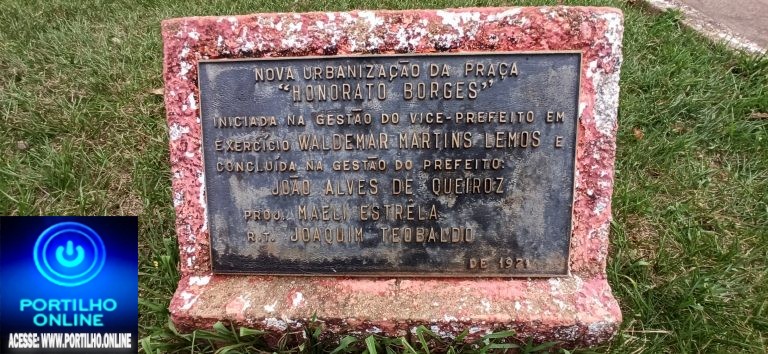 NOVA URBANIZAÇÃO DA PRAÇA
"HONORATO BORGES"
INICIADA NA GESTÃO DO VICE-PREFEITO EM
EXERCÍCIO WALDEMAR MARTINS LEMOS E
CONCLUÍDA NA GESTÃO DO PREFEITO:
JOÃO ALVES DE QUEIROZ
PROJ. MAELI ESTRÊLA
R.T. JOAQUIM TEOBALDO
DE 1971
PORTILHO
ONLINE
ACESSE: WWW.PORTILHO.ONLINE